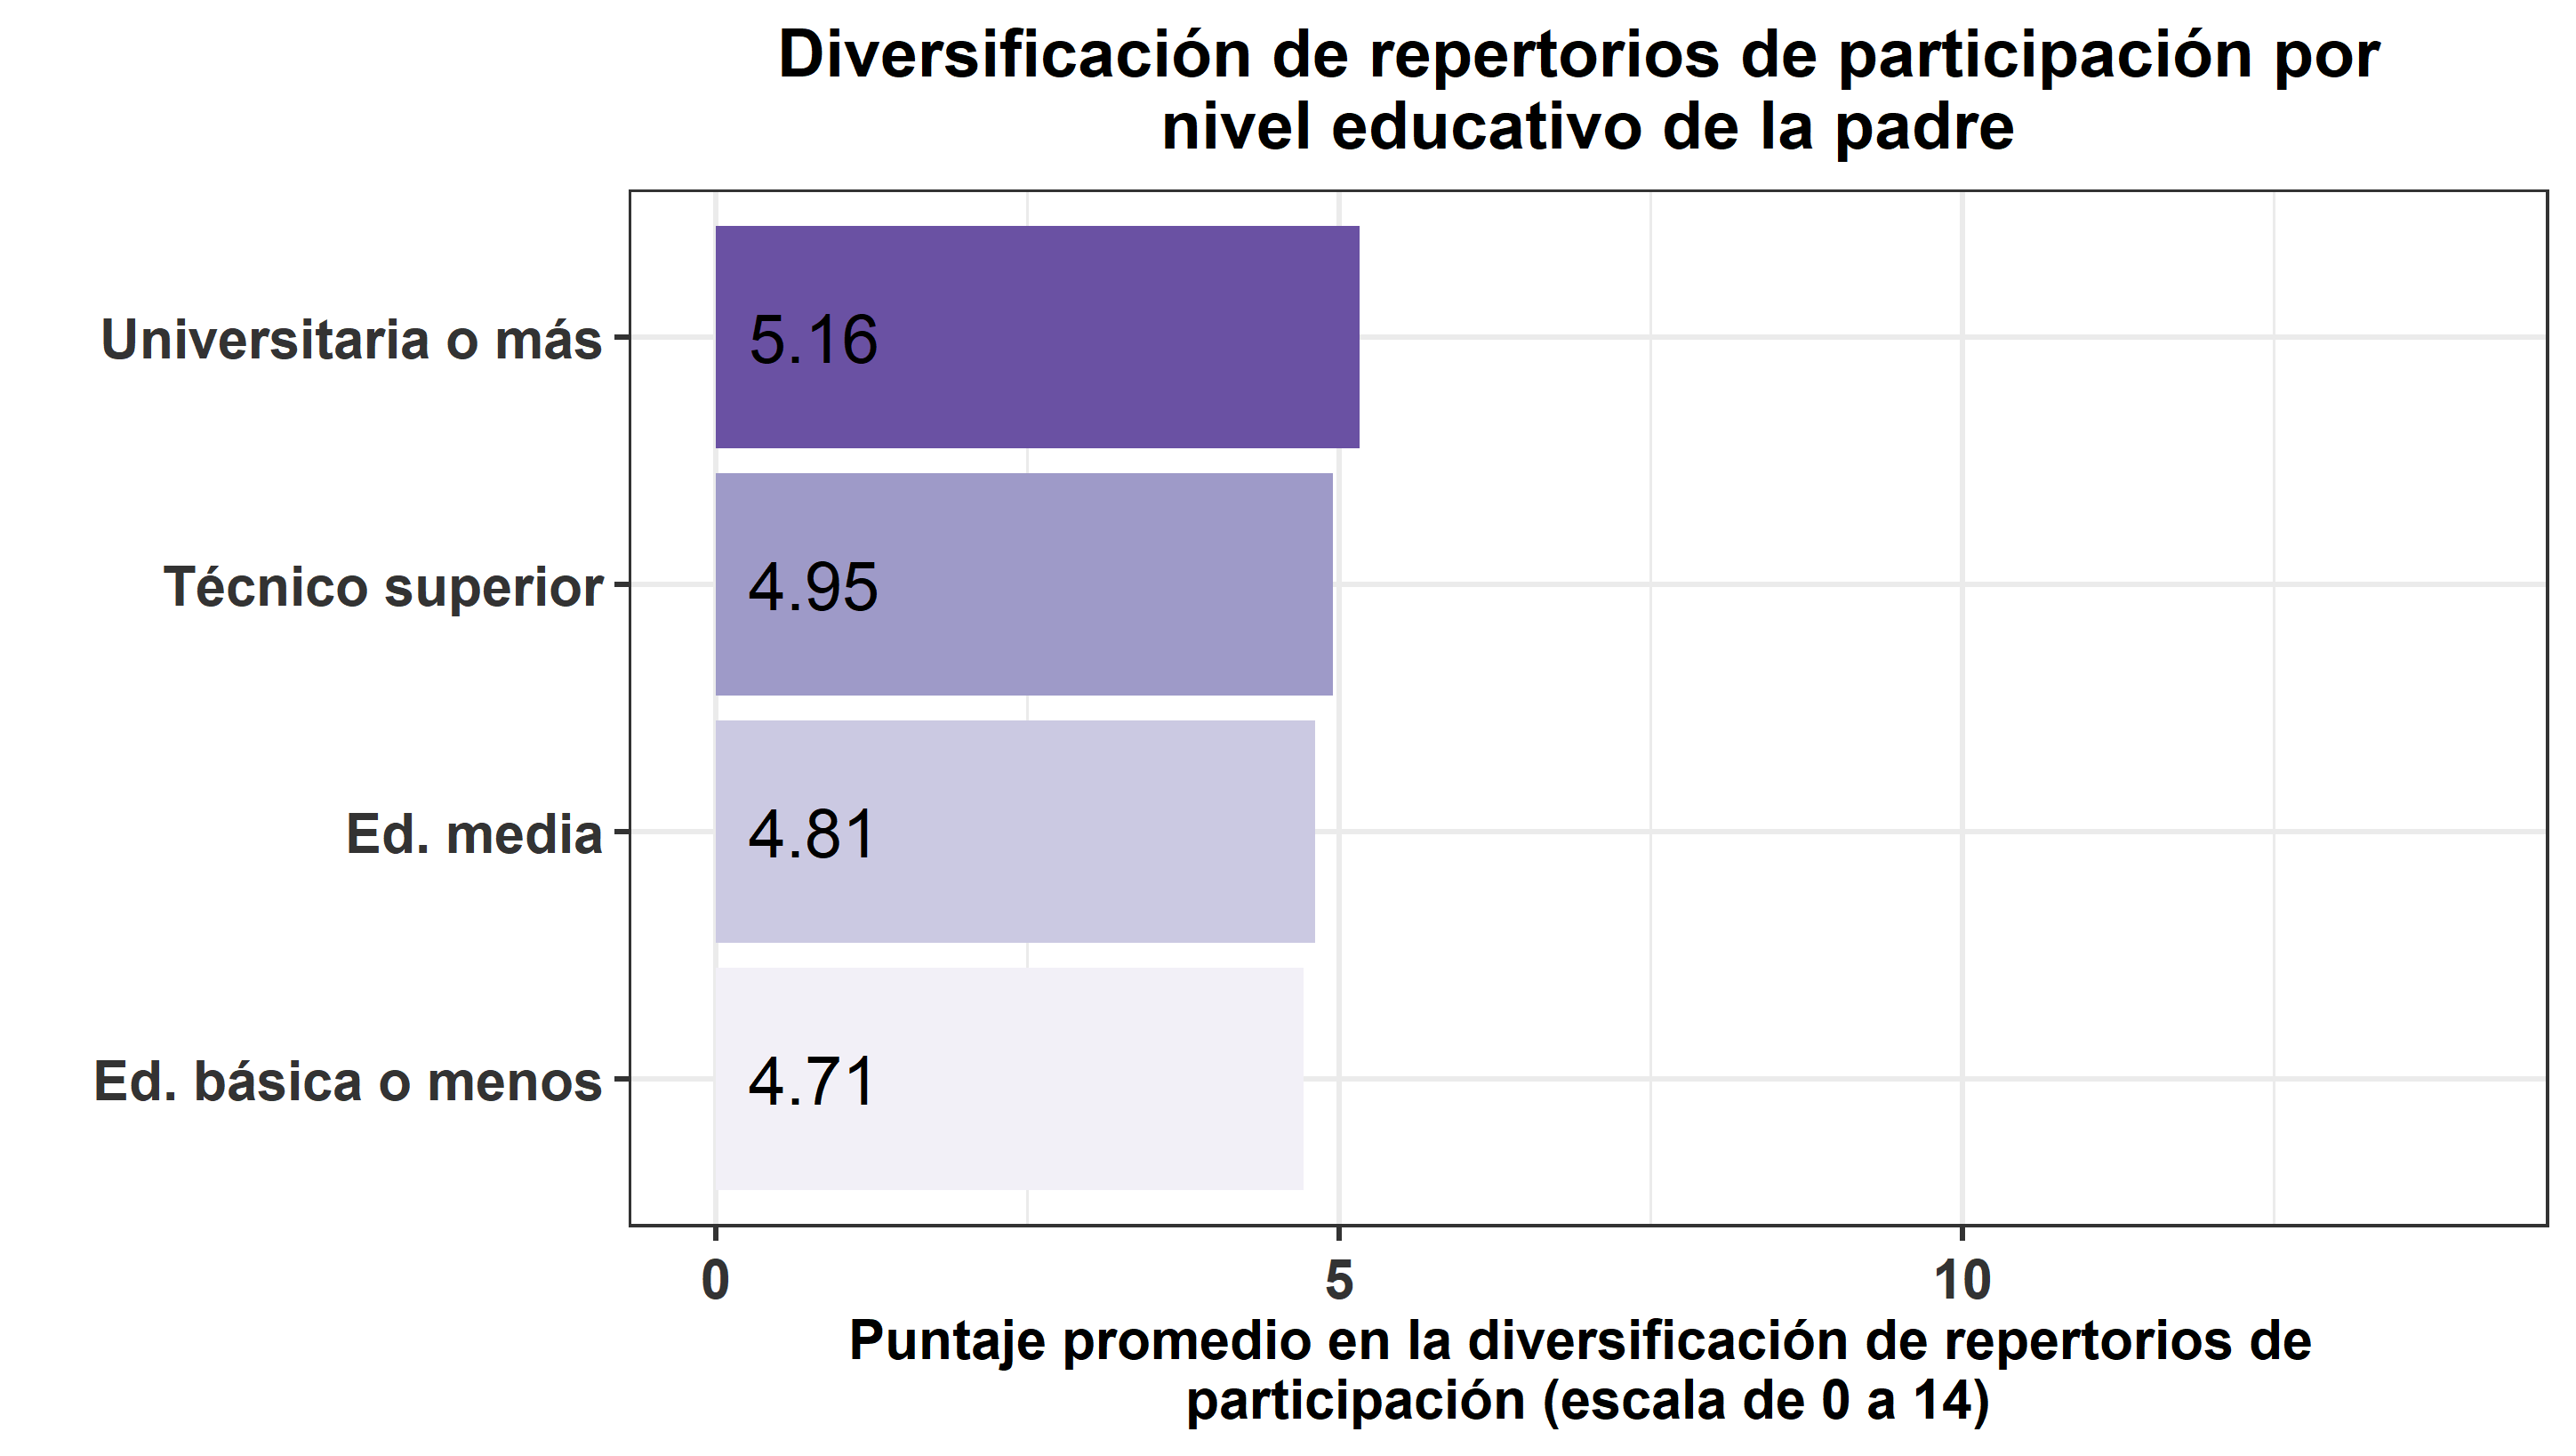 Diversificación de repertorios de participación por
nivel educativo de la padre
Universitaria o más
5.16
Técnico superior
4.95
Ed. media
4.81
Ed. básica o menos
4.71
0 5 10
Puntaje promedio en la diversificación de repertorios de
participación (escala de 0 a 14)